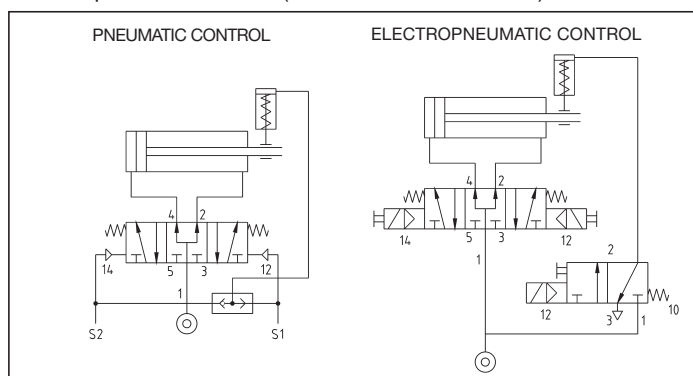 PNEUMATIC CONTROL
ELECTROPNEUMATIC CONTROL
4 2
14 5 3 12
1
S2 S1
4 2
14 5 3 12
1
2
12 3 1 10